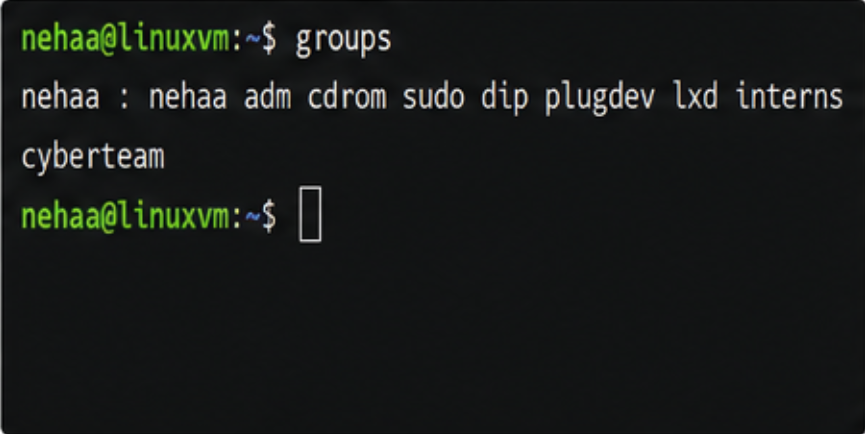 nehaa@linuxvm:~$ groups
nehaa : nehaa adm cdrom sudo dip plugdev lxd interns
cyberteam
nehaa@linuxvm:~$